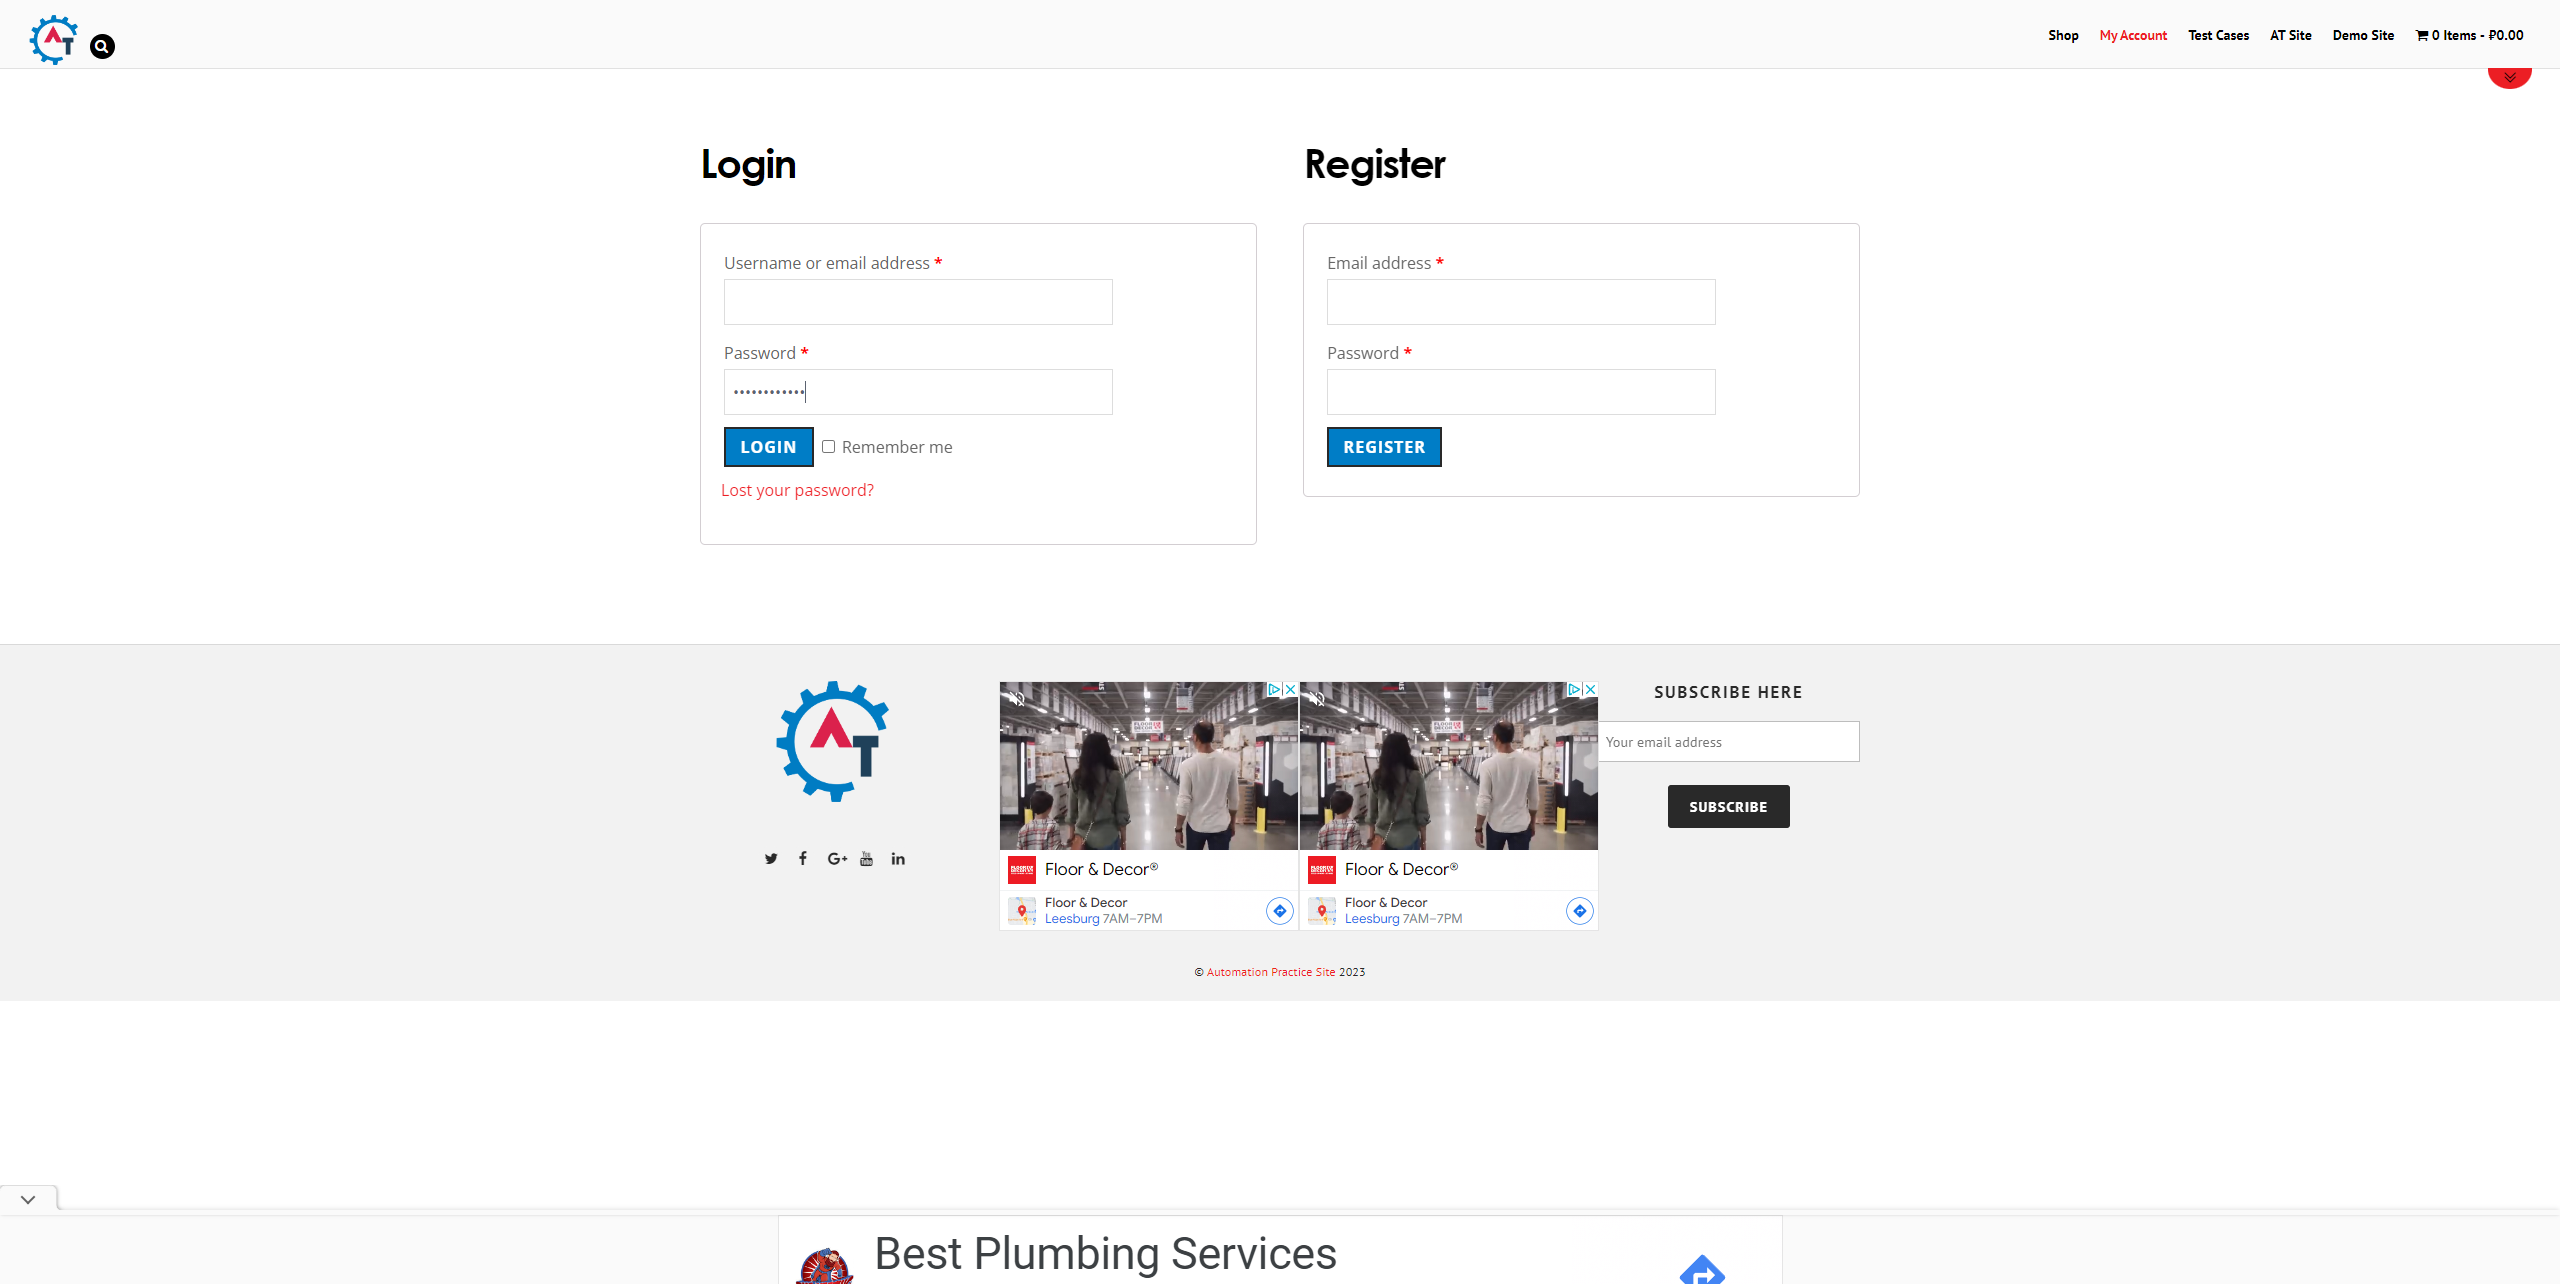 AT
Shop
My Account
Test Cases
AT Site
Demo Site
0 Items - ₽0.00
Login
Register
Username or email address *
Email address *
Password *
Password *
••••••••••••
LOGIN
Remember me
REGISTER
Lost your password?
AT
SUBSCRIBE HERE
Your email address
SUBSCRIBE
Floor & Decor®
Floor & Decor
Leesburg 7AM–7PM
Floor & Decor®
Floor & Decor
Leesburg 7AM–7PM
© Automation Practice Site 2023
Best Plumbing Services